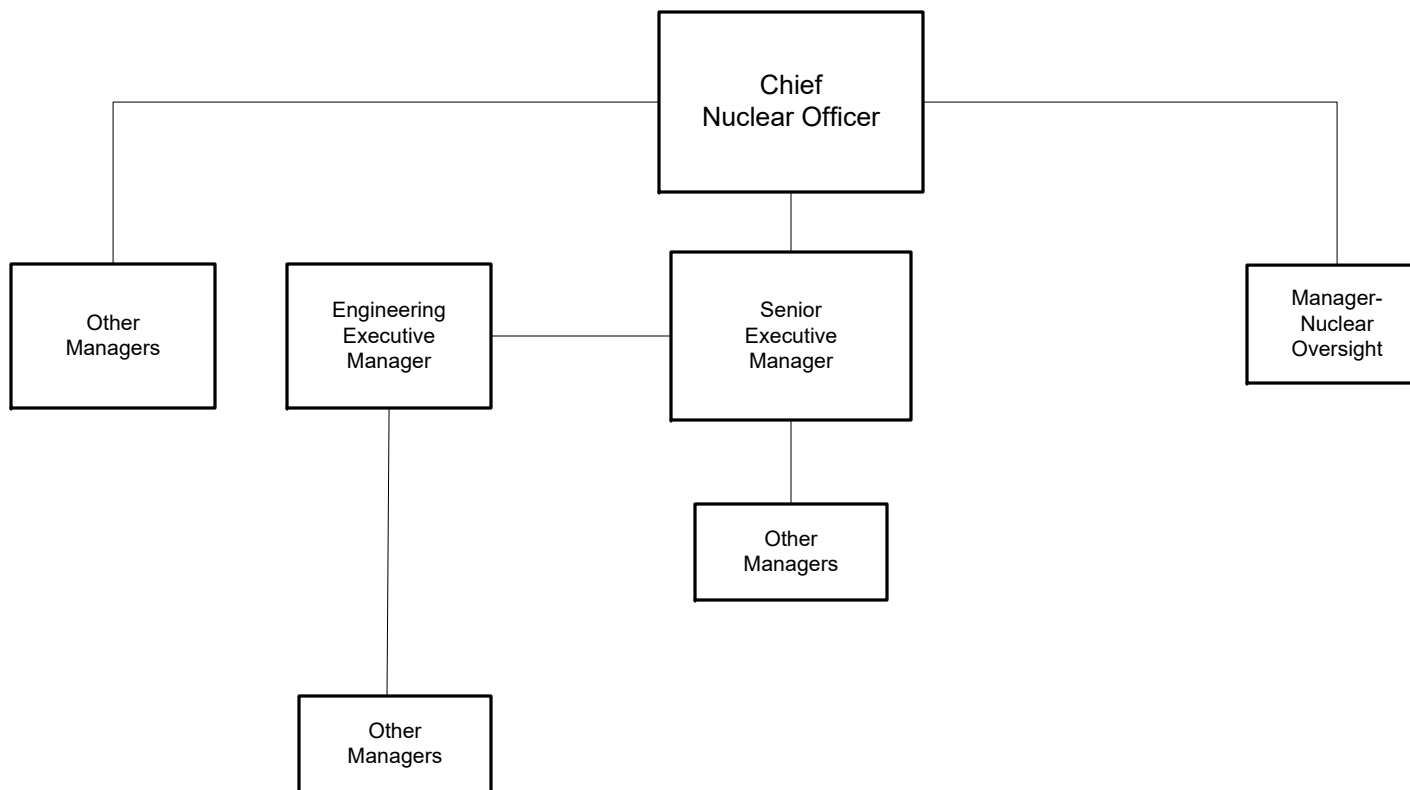 Chief
Nuclear Officer
Other
Managers
Engineering
Executive
Manager
Senior
Executive
Manager
Manager-
Nuclear
Oversight
Other
Managers
Other
Managers